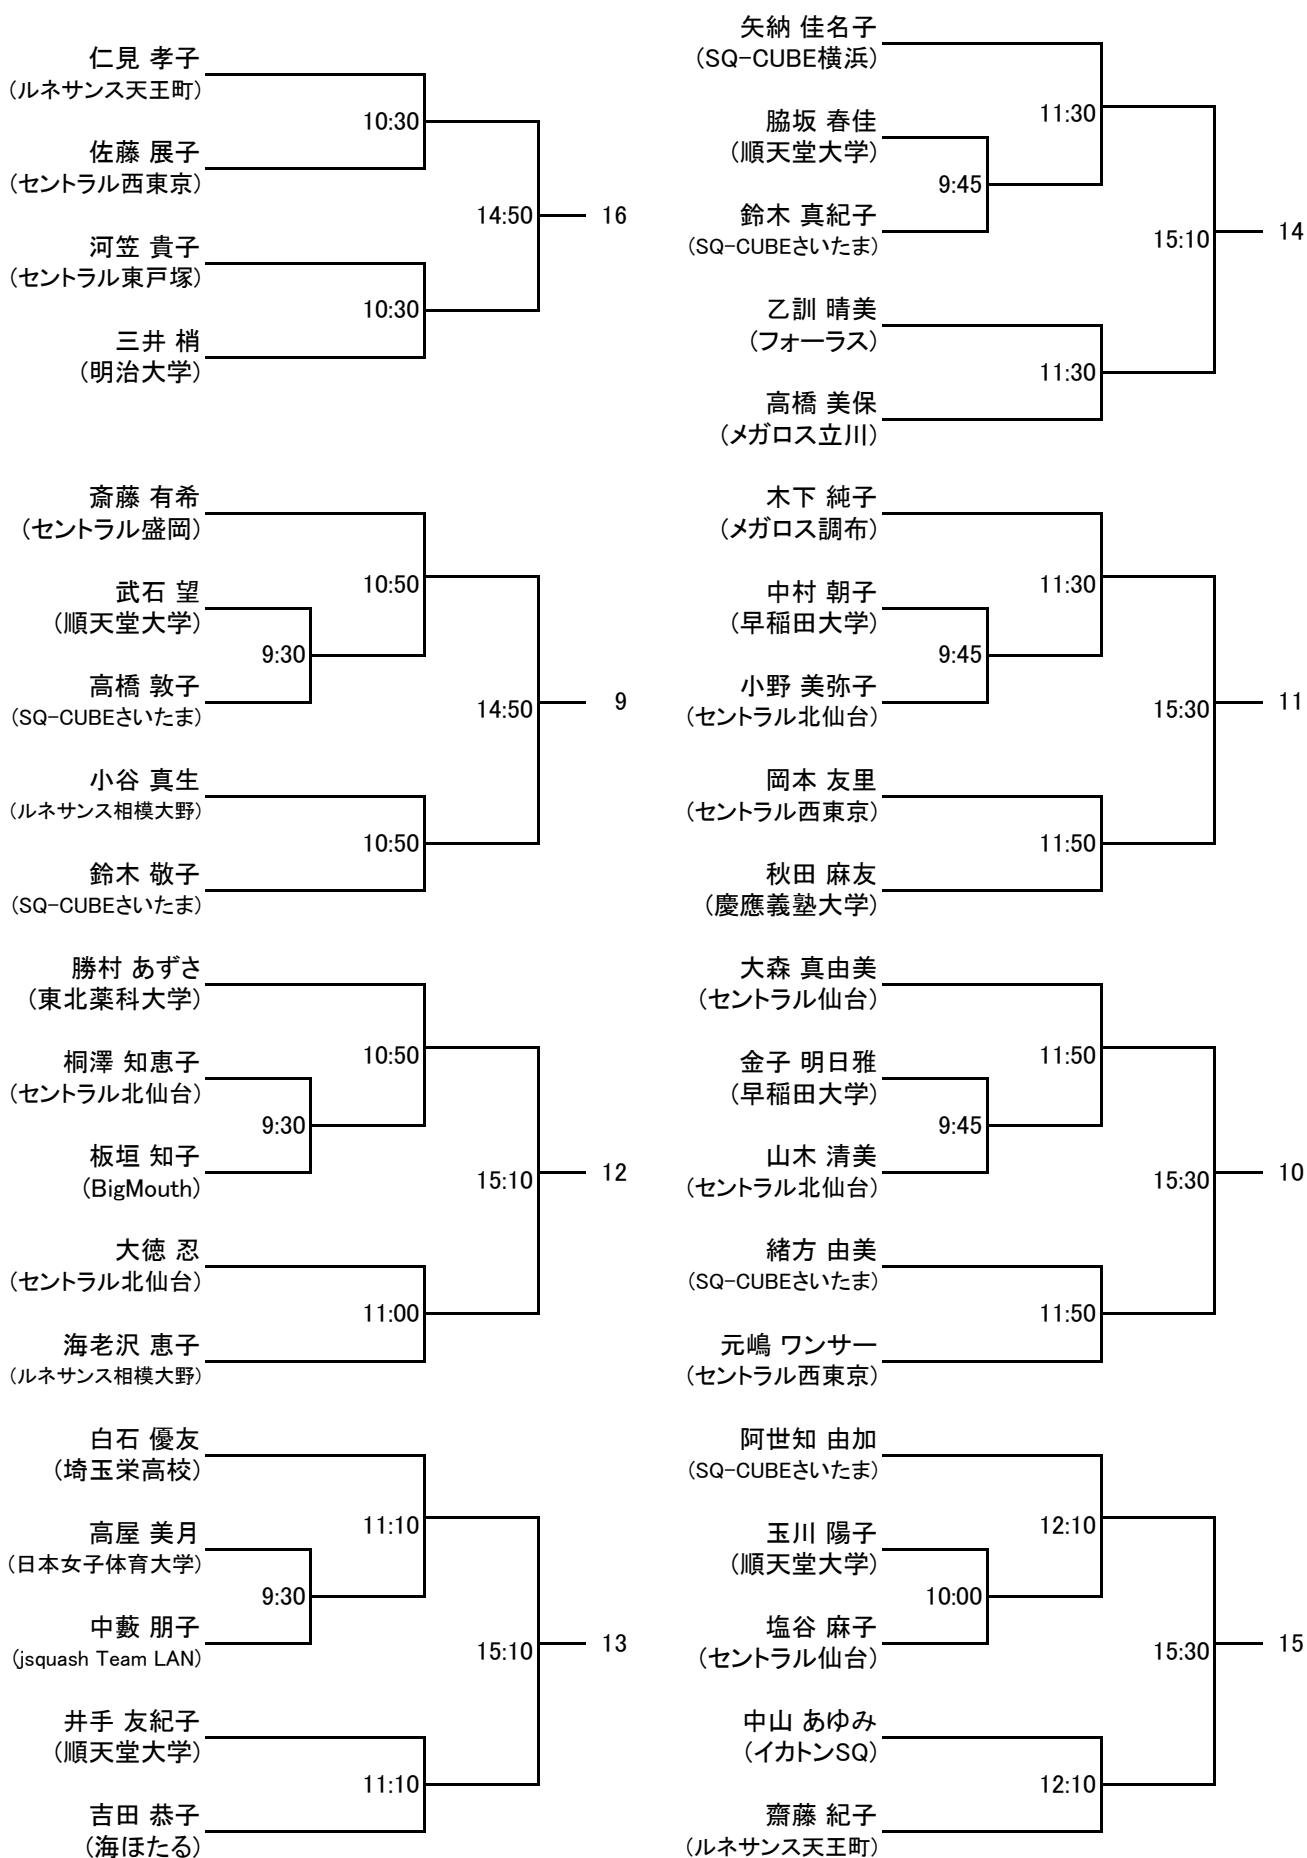 仁見 孝子
(ルネサンス天王町)
10:30
佐藤 展子
(セントラル西東京)
14:50
16
河笠 貴子
(セントラル東戸塚)
10:30
三井 梢
(明治大学)
斎藤 有希
(セントラル盛岡)
10:50
武石 望
(順天堂大学)
9:30
高橋 敦子
(SQ-CUBEさいたま)
14:50
9
小谷 真生
(ルネサンス相模大野)
10:50
鈴木 敬子
(SQ-CUBEさいたま)
勝村 あずさ
(東北薬科大学)
10:50
桐澤 知恵子
(セントラル北仙台)
9:30
板垣 知子
(BigMouth)
15:10
12
大徳 忍
(セントラル北仙台)
11:00
海老沢 恵子
(ルネサンス相模大野)
白石 優友
(埼玉栄高校)
11:10
高屋 美月
(日本女子体育大学)
9:30
中藪 朋子
(jsquash Team LAN)
15:10
13
井手 友紀子
(順天堂大学)
11:10
吉田 恭子
(海ほたる)
矢納 佳名子
(SQ-CUBE横浜)
11:30
脇坂 春佳
(順天堂大学)
9:45
鈴木 真紀子
(SQ-CUBEさいたま)
15:10
14
乙訓 晴美
(フォーラス)
11:30
高橋 美保
(メガロス立川)
木下 純子
(メガロス調布)
11:30
中村 朝子
(早稲田大学)
9:45
小野 美弥子
(セントラル北仙台)
15:30
11
岡本 友里
(セントラル西東京)
11:50
秋田 麻友
(慶應義塾大学)
大森 真由美
(セントラル仙台)
11:50
金子 明日雅
(早稲田大学)
9:45
山木 清美
(セントラル北仙台)
15:30
10
緒方 由美
(SQ-CUBEさいたま)
11:50
元嶋 ワンサー
(セントラル西東京)
阿世知 由加
(SQ-CUBEさいたま)
12:10
玉川 陽子
(順天堂大学)
10:00
塩谷 麻子
(セントラル仙台)
15:30
15
中山 あゆみ
(イカトンSQ)
12:10
齋藤 紀子
(ルネサンス天王町)